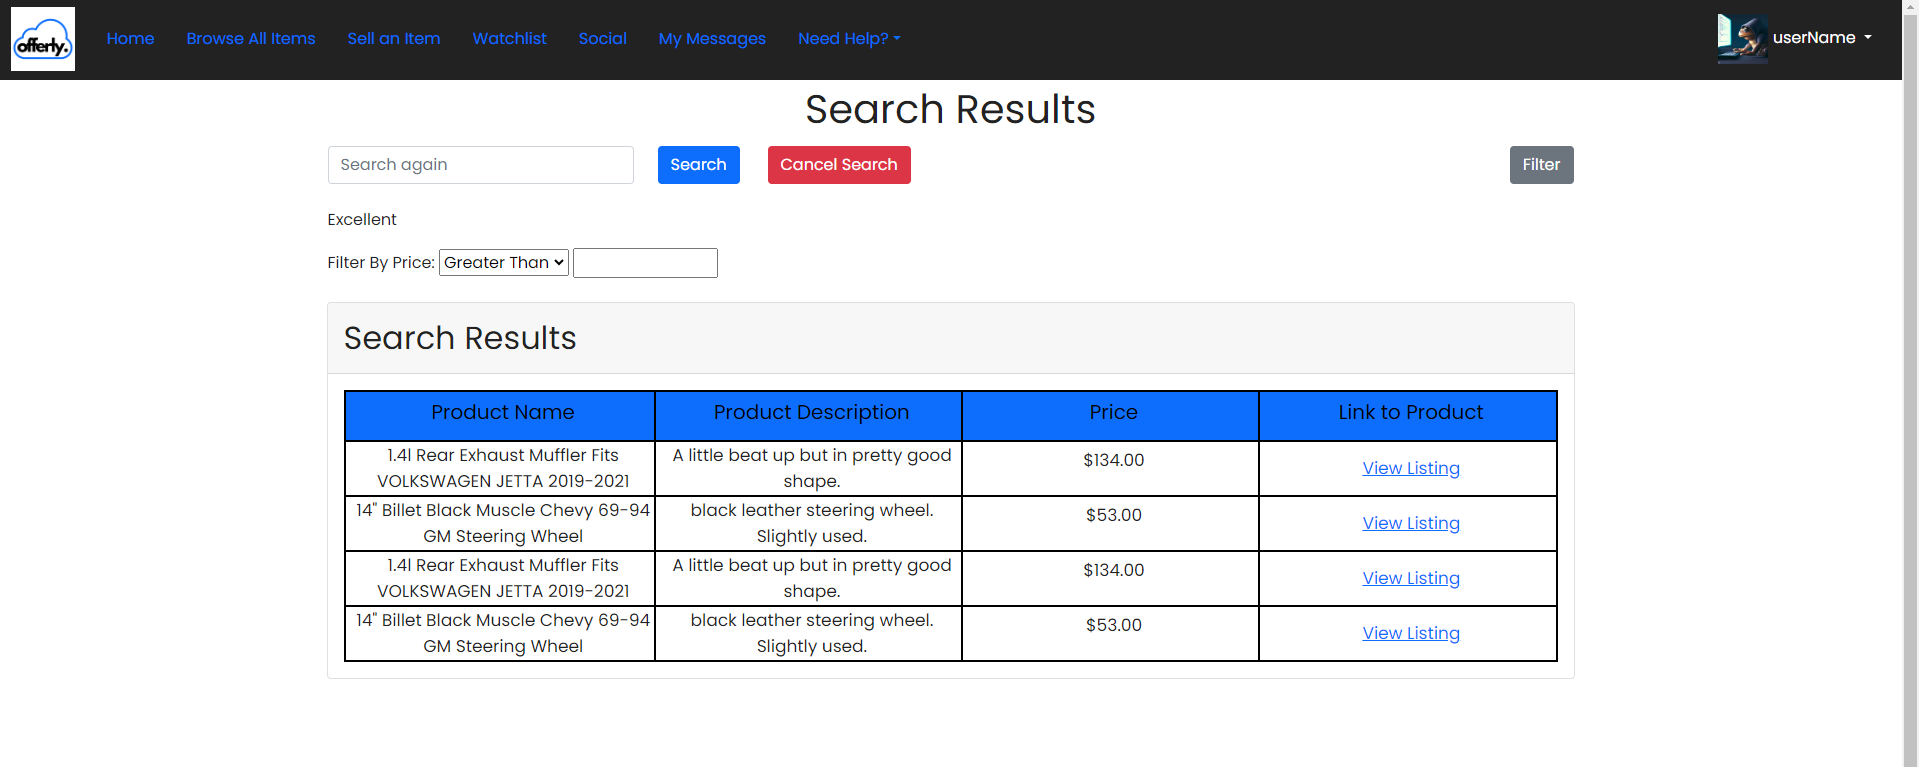 offerly.
Home Browse All Items Sell an Item Watchlist Social My Messages Need Help? userName
Search Results
Search again Search Cancel Search Filter
Excellent
Filter By Price: Greater Than
Search Results
Product Name Product Description Price Link to Product
1.4l Rear Exhaust Muffler Fits VOLKSWAGEN JETTA 2019-2021 A little beat up but in pretty good shape. $134.00 View Listing
14" Billet Black Muscle Chevy 69-94 GM Steering Wheel black leather steering wheel. Slightly used. $53.00 View Listing
1.4l Rear Exhaust Muffler Fits VOLKSWAGEN JETTA 2019-2021 A little beat up but in pretty good shape. $134.00 View Listing
14" Billet Black Muscle Chevy 69-94 GM Steering Wheel black leather steering wheel. Slightly used. $53.00 View Listing